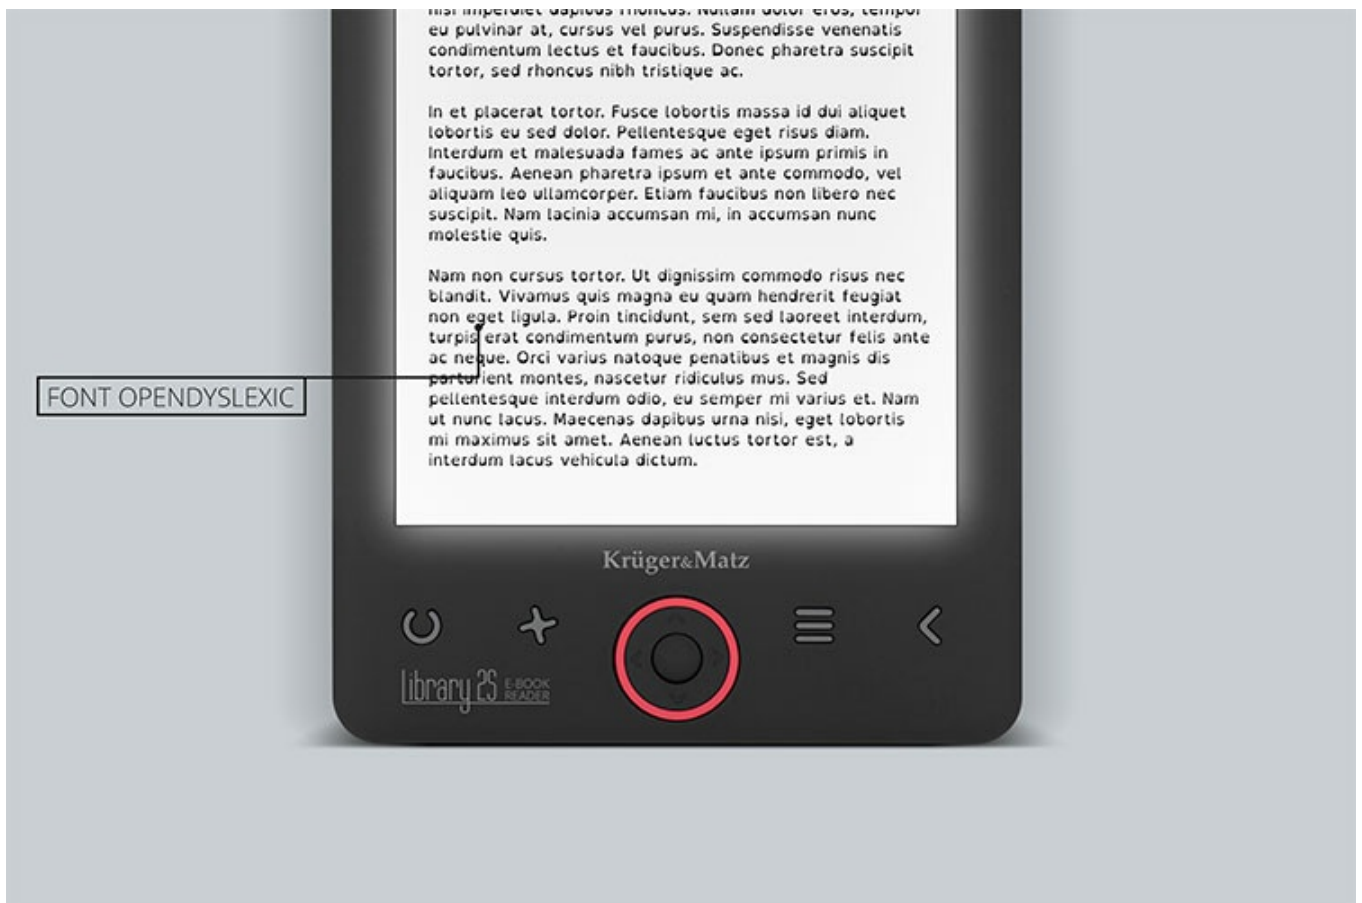 nisi imperdiet dapibus rhoncus. Nullam dolor eros, tempor
eu pulvinar at, cursus vel purus. Suspendisse venenatis
condimentum lectus et faucibus. Donec pharetra suscipit
tortor, sed rhoncus nibh tristique ac.
In et placerat tortor. Fusce lobortis massa id dui aliquet
lobortis eu sed dolor. Pellentesque eget risus diam.
Interdum et malesuada fames ac ante ipsum primis in
faucibus. Aenean pharetra ipsum et ante commodo, vel
aliquam leo ullamcorper. Etiam faucibus non libero nec
suscipit. Nam lacinia accumsan mi, in accumsan nunc
molestie quis.
Nam non cursus tortor. Ut dignissim commodo risus nec
blandit. Vivamus quis magna eu quam hendrerit feugiat
non eget ligula. Proin tincidunt, sem sed laoreet interdum,
turpis erat condimentum purus, non consectetur felis ante
ac neque. Orci varius natoque penatibus et magnis dis
parturient montes, nascetur ridiculus mus. Sed
pellentesque interdum odio, eu semper mi varius et. Nam
ut nunc lacus. Maecenas dapibus urna nisi, eget lobortis
mi maximus sit amet. Aenean luctus tortor est, a
interdum lacus vehicula dictum.
FONT OPENDYSLEXIC
Krüger&Matz
Library 2S E-BOOK
READER